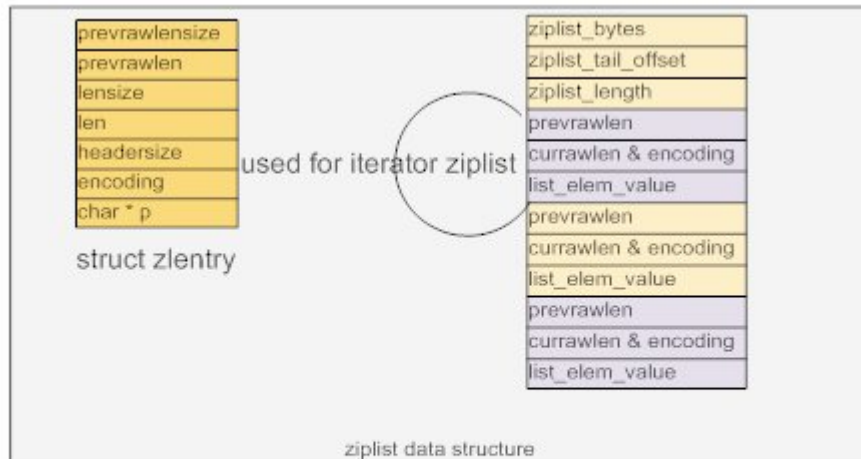 prevrawlensize
prevrawlen
lensize
len
headersize
encoding
char * p
struct zlentry
used for iterator ziplist
ziplist_bytes
ziplist_tail_offset
ziplist_length
prevrawlen
currawlen & encoding
list_elem_value
prevrawlen
currawlen & encoding
list_elem_value
prevrawlen
currawlen & encoding
list_elem_value
ziplist data structure